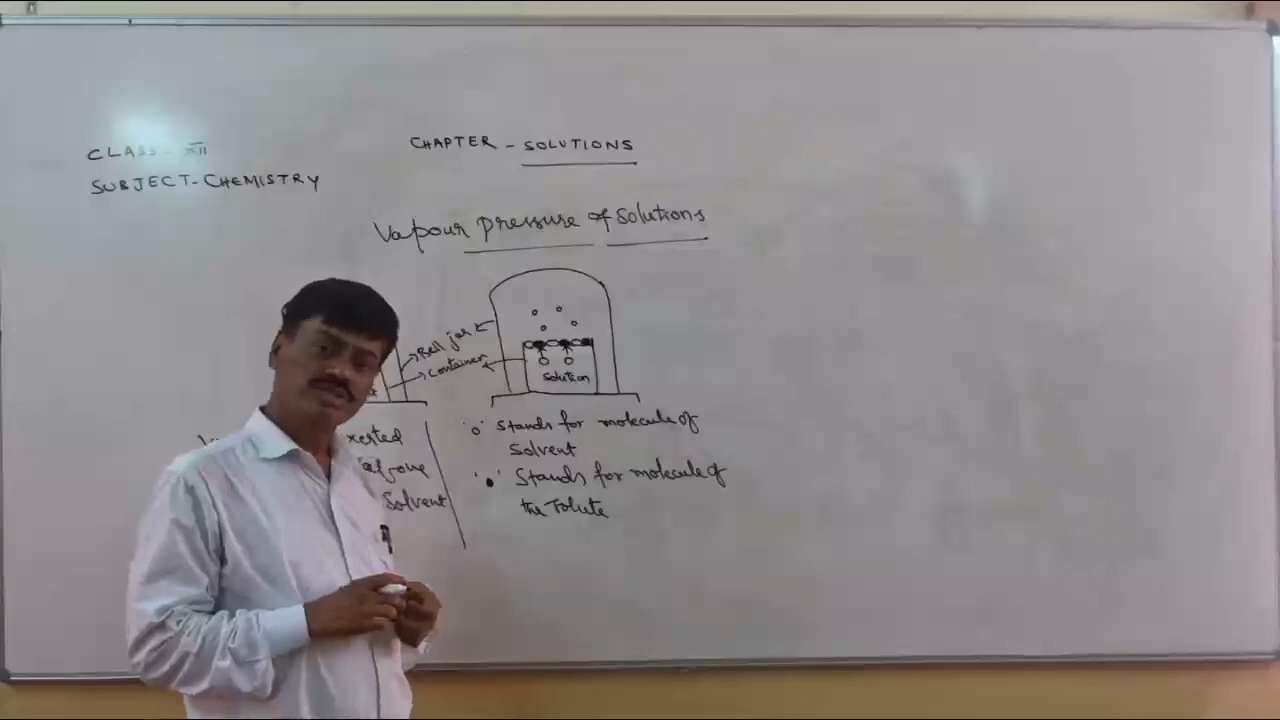 CLASS - XII
SUBJECT - CHEMISTRY
CHAPTER - SOLUTIONS
Vapour pressure of Solutions
Bell jar
Container
Solution
'o' Stands for molecule of
Solvent
'•' Stands for molecule of
the Solute
Solvent